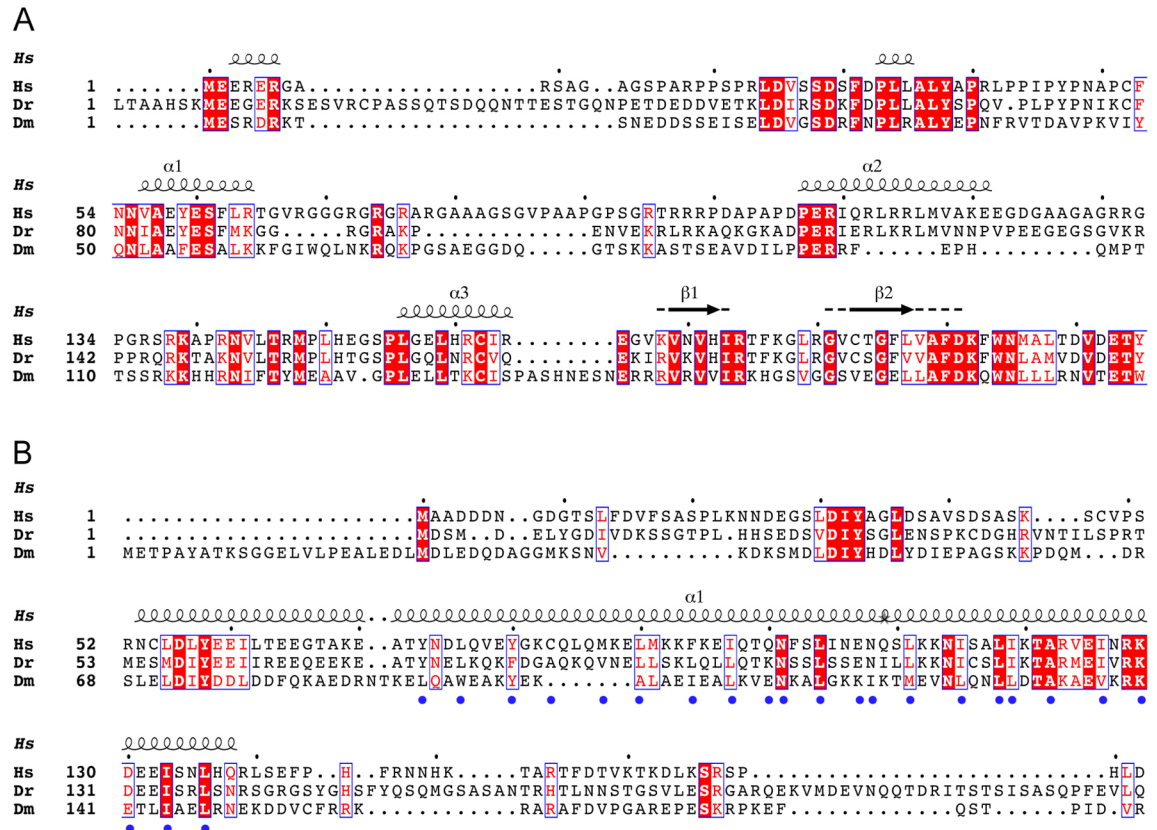 A
Hs
Hs 1 .......MEERERGA...................RSAG..AGSPARPPSPRLDVSSDSFDPLLALYAPRLPPIPYPNAPCF
Dr 1 LTAAHSKMEEGERKSESVRCPASSQTSDQQNTTESTGQNPETDEDDVETKLDIRSDKFDPLLALYSPQV.PLPYPNIKCF
Dm 1 .......MESRDRKT........................SNEDDSSEISELDVGSDRFNPLRALYEPNFRVTDAVPKVIY
α1 α2
Hs
Hs 54 NNVAEYESFLRTGVRGGGRGRGRARGAAAGSGVPAAPGPSGRTRRRPDAPAPDPERIQRLRRLMVAKEEGDGAAGAGRRG
Dr 80 NNIAEYESFMKGG.......RGRAKP.............ENVEKRLRKAQKGKADPERIERLKRLMVNNPVPEEGEGSGVKR
Dm 50 QNLAAFESALKKFGIWQLNKRQKPGSAEGGDQ.....GTSKKASTSEAVDILPPERRF......EPH.........QMPT
α3 β1 β2
Hs
Hs 134 PGRSRKAPRNVLTRMPLHEGSPLGELHRCIR........EGVKVHVHIRTFKGLRGVCTGFLVAFDKFWNMALTDVDETY
Dr 142 PPRQRKTAKNVLTRMPLHTGSPLGQLNRCVQ........EKIRVKVHIRTFKGLRGVCSGFVVAFDKFWNLAMVDVDETY
Dm 110 TSSRKKHHRNIFTYMEAAV.GPLELLTKCISPASHNESNERRRVRVVIRKHGSVGGSVEGELLAFDKQWNLLLRNVTETW
B
Hs
Hs 1 .......................MAADDDN..GDGTSLFDVFSASPLKNNDEGSLDIYAGLDSAVSDSASK....SCVPS
Dr 1 .......................MDSM..D..ELYGDIVDKSSGTPL.HHSEDSVDIYSGLENSPKCDGHRVNTILSPRT
Dm 1 METPAYATKSGGELVLPEALEDLMDLEDQDAGGMKSNV..........KDKSMDLDIYHDLYDIEPAGSKKPDQM...DR
α1
Hs
Hs 52 RNCLDLYEEILTEEGTAKE..ATYNDLQVEYGKCQLQMKELMKKFKEIQTQNFSLINENQSLKKNISALIKTARVEINRK
Dr 53 MESMDIYEEIIREEQEEKE..ATYNELKQKFDGAQKQVNELLSKLQLLQTKNSSLSSENILLKKNICSLIKTARMEIVRK
Dm 68 SLELDIYDDLDDFQKAEDRNTKELQAWEAKYEK.......ALAEIEALKVENKALGKKIKTMEVNLQNLLDTAKAEVKRK
Hs
Hs 130 DEEISNLHQRLSEFP..H..FRNNHK.....TARTFDTVKTKDLKSRSP............................HLD
Dr 131 DEEISRLSNRSGRGSYGHSFYQSQMGSASANTRHTLNNSTGSVLESRGARQEKVMDEVNQQTDRITSTSISASQPFEVLQ
Dm 141 ETLIAELRNEKDDVCFRRK............RARAFDVPGAREPESKRPKEF...........QST......PID..VR